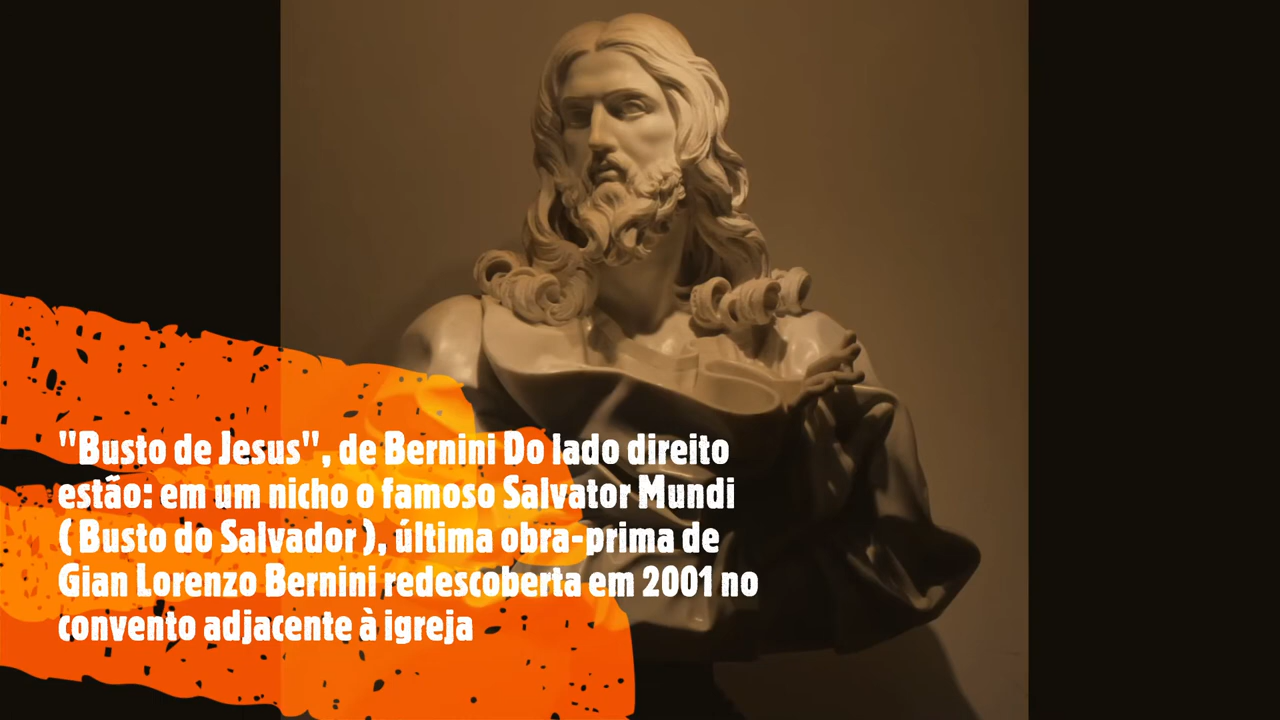 "Busto de Jesus", de Bernini Do lado direito
estão: em um nicho o famoso Salvator Mundi
( Busto do Salvador ), última obra-prima de
Gian Lorenzo Bernini redescoberta em 2001 no
convento adjacente à igreja